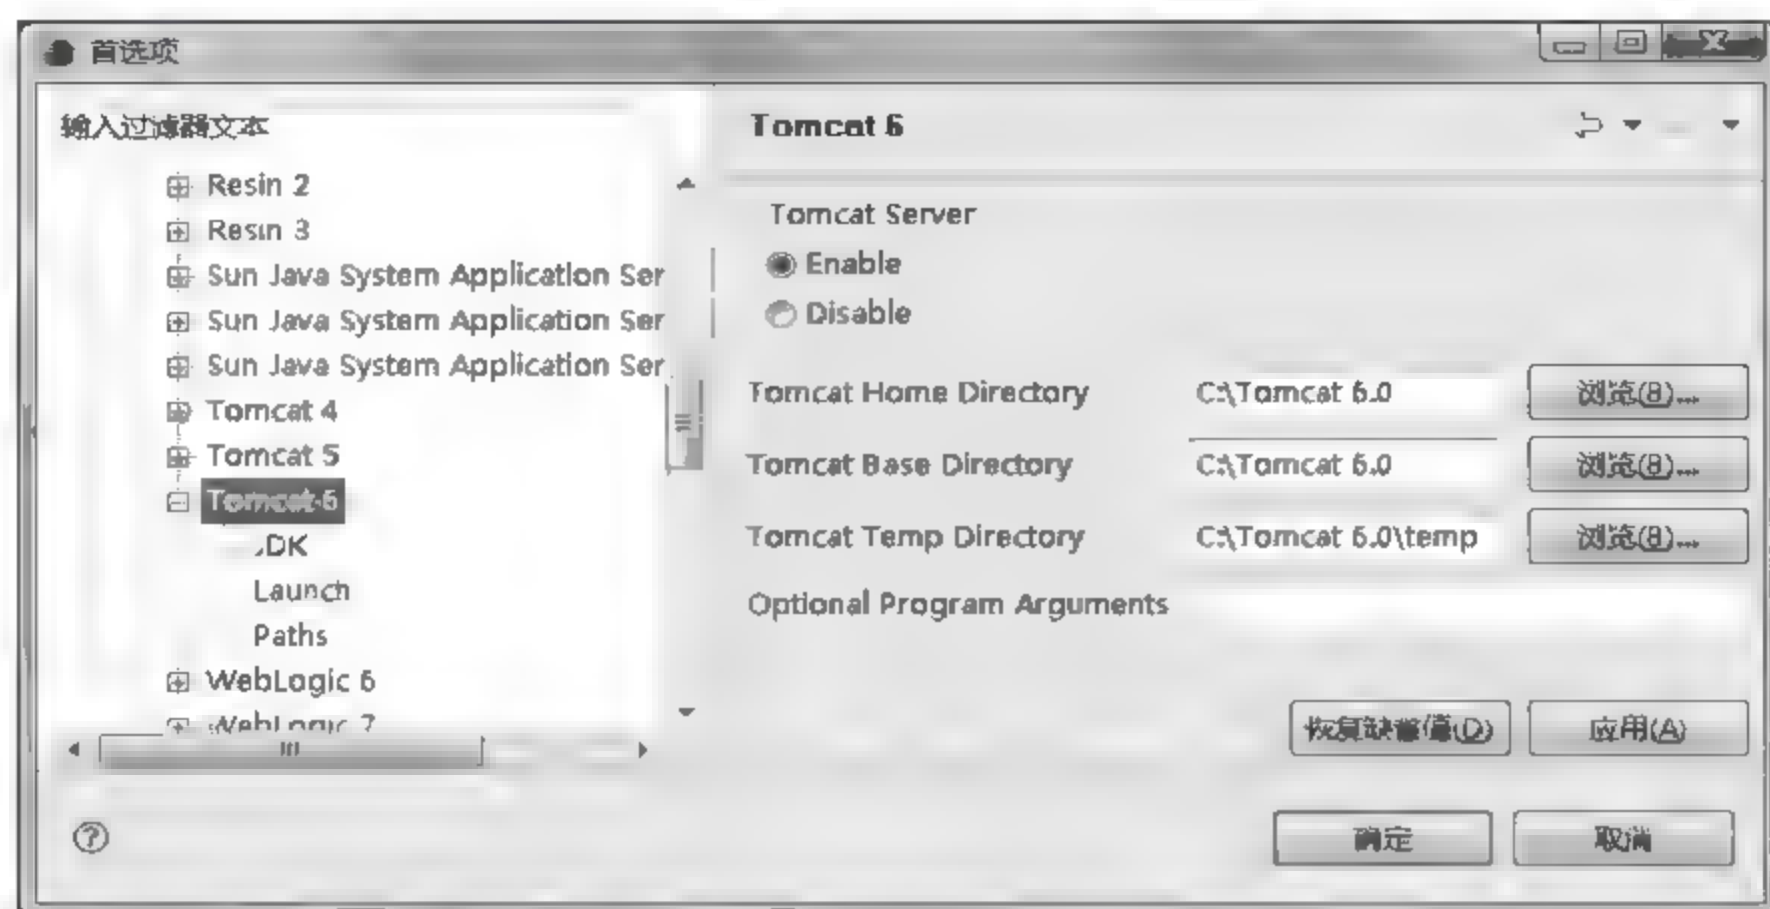 首选项
输入过滤器文本
Resin 2
Resin 3
Sun Java System Application Ser
Sun Java System Application Ser
Sun Java System Application Ser
Tomcat 4
Tomcat 5
Tomcat 6
JDK
Launch
Paths
WebLogic 6
WebLogic 7
Tomcat 6
Tomcat Server
Enable
Disable
Tomcat Home Directory C:\Tomcat 6.0 浏览(B)...
Tomcat Base Directory C:\Tomcat 6.0 浏览(B)...
Tomcat Temp Directory C:\Tomcat 6.0\temp 浏览(B)...
Optional Program Arguments
恢复缺省值(D) 应用(A)
确定 取消